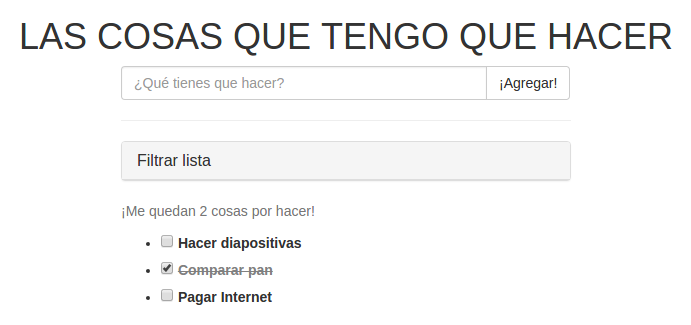 LAS COSAS QUE TENGO QUE HACER
¿Qué tienes que hacer? ¡Agregar!
Filtrar lista
¡Me quedan 2 cosas por hacer!
Hacer diapositivas
Comparar pan
Pagar Internet